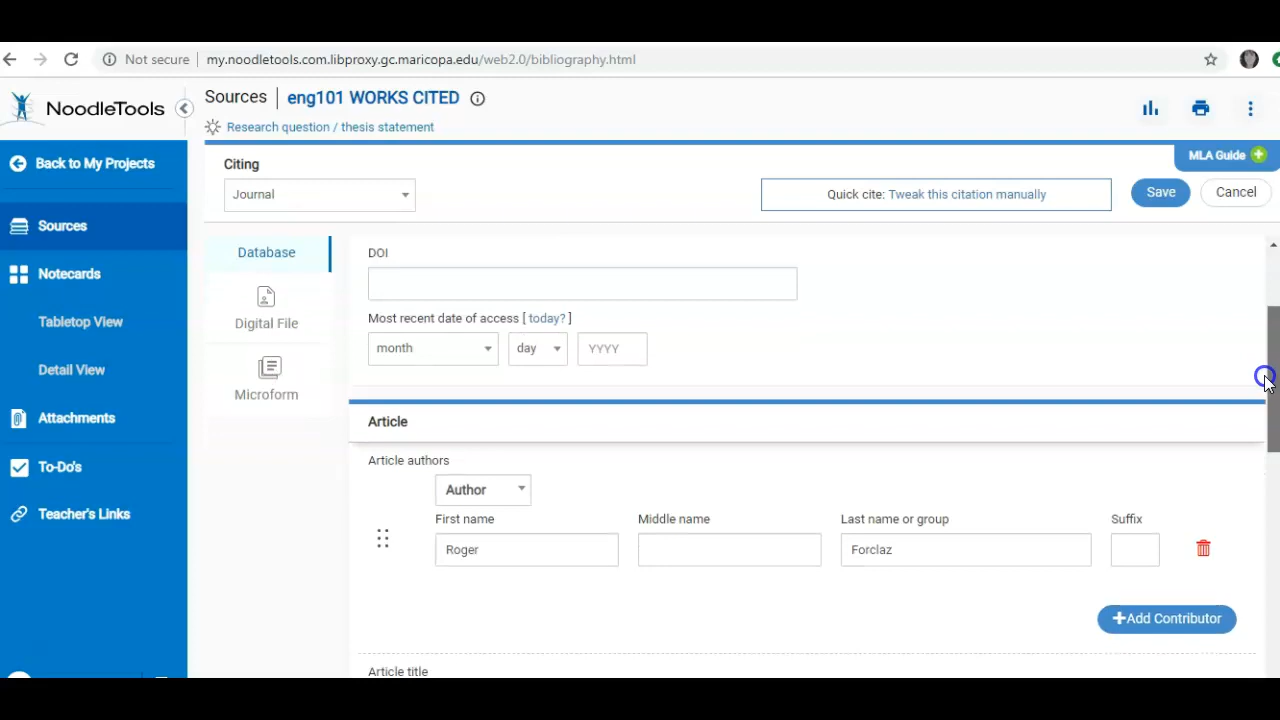 Not secure my.noodletools.com.libproxy.gc.maricopa.edu/web2.0/bibliography.html
NoodleTools
Sources eng101 WORKS CITED
Research question / thesis statement
Back to My Projects
Sources
Notecards
Tabletop View
Detail View
Attachments
To-Do's
Teacher's Links
MLA Guide
Citing
Journal
Quick cite: Tweak this citation manually
Save
Cancel
Database
Digital File
Microform
DOI
Most recent date of access [ today? ]
month day YYYY
Article
Article authors
Author
First name Middle name Last name or group Suffix
Roger Forclaz
+Add Contributor
Article title